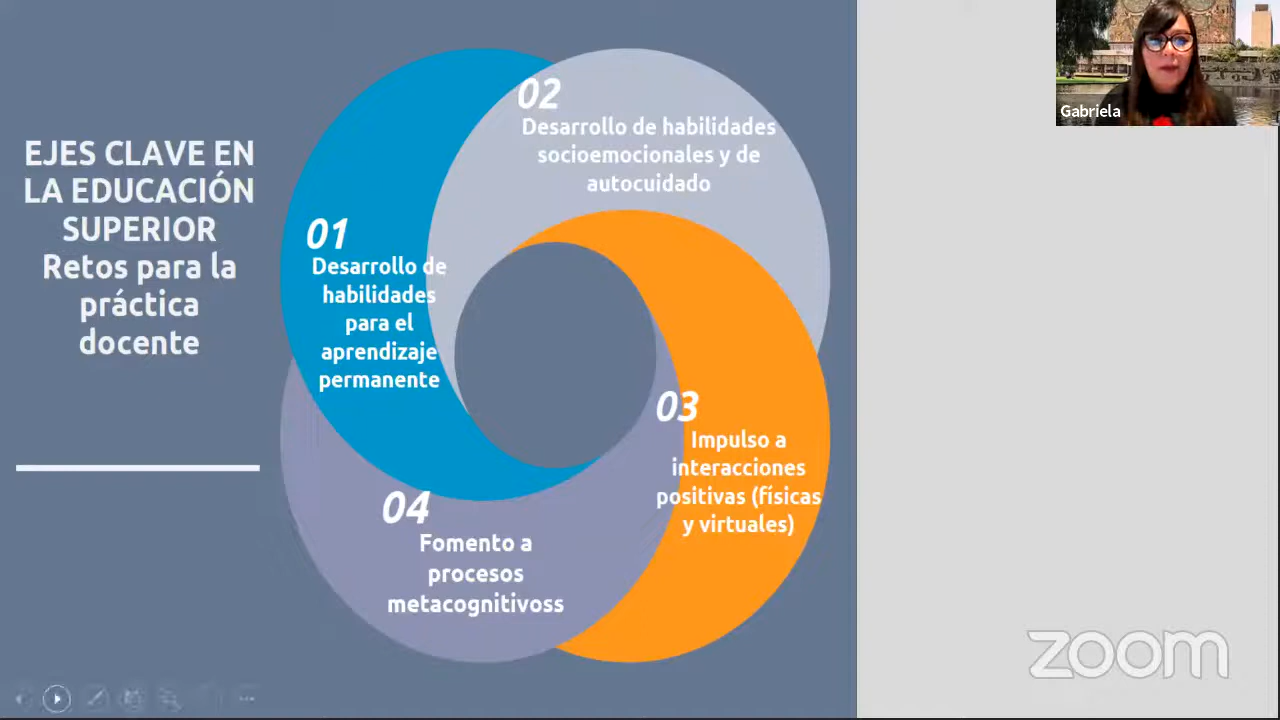 EJES CLAVE EN
LA EDUCACIÓN
SUPERIOR
Retos para la
práctica
docente
01
Desarrollo de
habilidades
para el
aprendizaje
permanente
02
Desarrollo de habilidades
socioemocionales y de
autocuidado
03
Impulso a
interacciones
positivas (físicas
y virtuales)
04
Fomento a
procesos
metacognitivoss
Gabriela
zoom